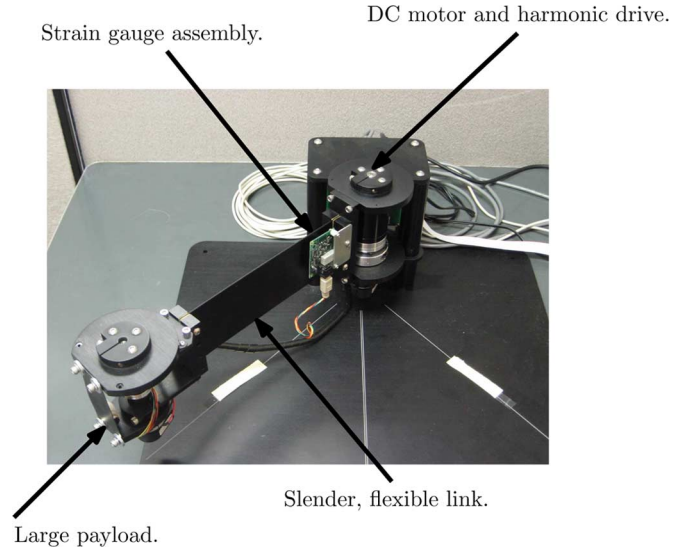 DC motor and harmonic drive.
Strain gauge assembly.
Slender, flexible link.
Large payload.